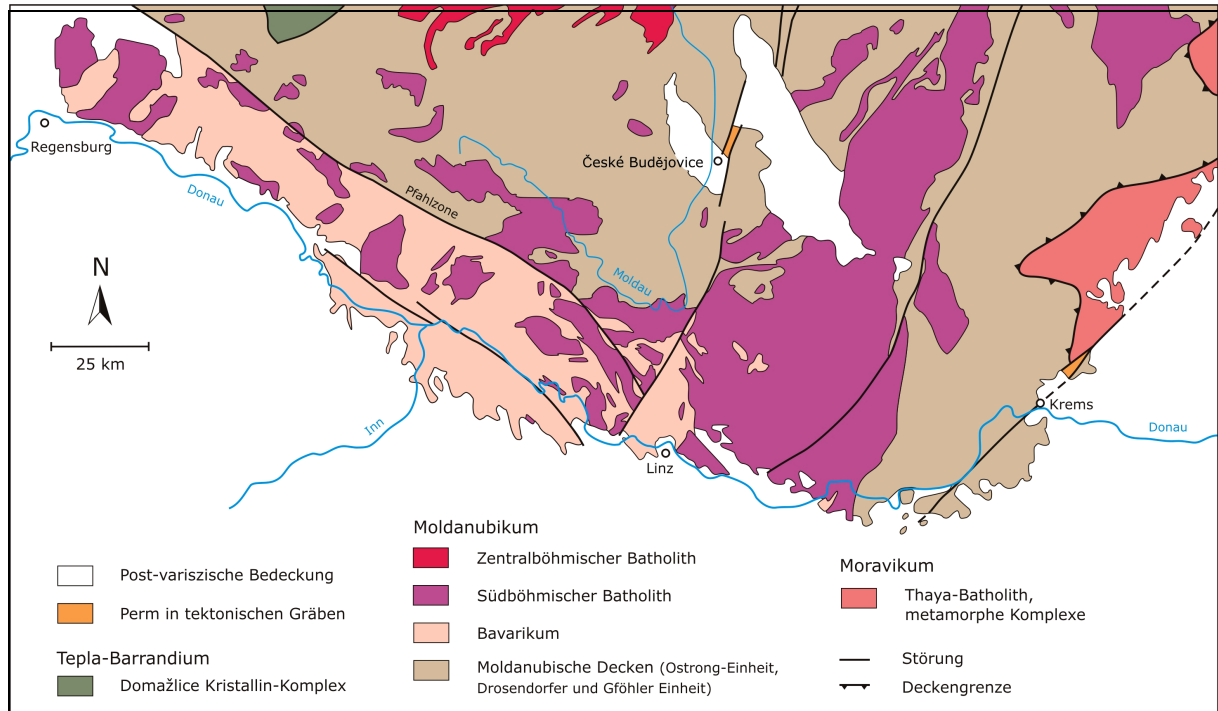 Regensburg
Donau
Pfahlzone
České Budějovice
Moldau
N
25 km
Inn
Linz
Krems
Donau
Post-variszische Bedeckung
Perm in tektonischen Gräben
Tepla-Barrandium
Domažlice Kristallin-Komplex
Moldanubikum
Zentralböhmischer Batholith
Südböhmischer Batholith
Bavarikum
Moldanubische Decken (Ostrong-Einheit,
Drosendorfer und Gföhler Einheit)
Moravikum
Thaya-Batholith,
metamorphe Komplexe
Störung
Deckengrenze